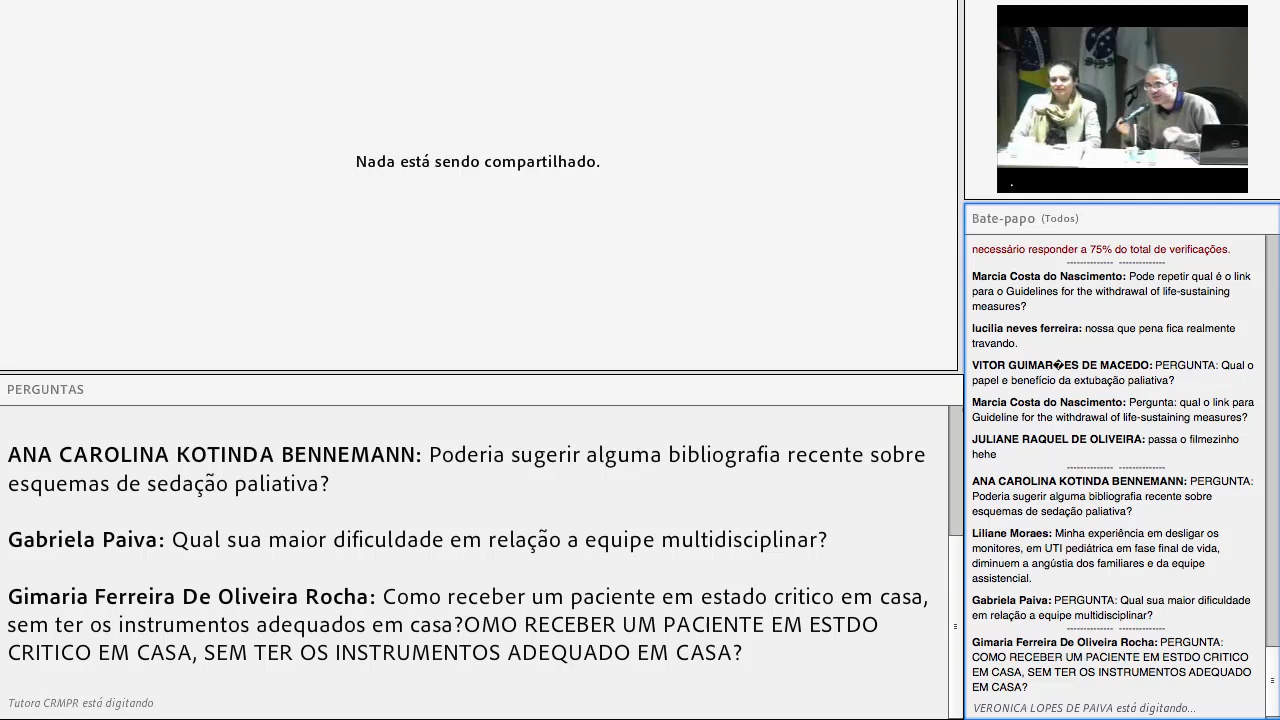 Nada está sendo compartilhado.
PERGUNTAS
ANA CAROLINA KOTINDA BENNEMANN: Poderia sugerir alguma bibliografia recente sobre
esquemas de sedação paliativa?
Gabriela Paiva: Qual sua maior dificuldade em relação a equipe multidisciplinar?
Gimaria Ferreira De Oliveira Rocha: Como receber um paciente em estado critico em casa,
sem ter os instrumentos adequados em casa?OMO RECEBER UM PACIENTE EM ESTDO
CRITICO EM CASA, SEM TER OS INSTRUMENTOS ADEQUADO EM CASA?
Tutora CRMPR está digitando
Bate-papo (Todos)
necessário responder a 75% do total de verificações.
-------------- --------------
Marcia Costa do Nascimento: Pode repetir qual é o link
para o Guidelines for the withdrawal of life-sustaining
measures?
lucilia neves ferreira: nossa que pena fica realmente
travando.
VITOR GUIMAR�ES DE MACEDO: PERGUNTA: Qual o
papel e benefício da extubação paliativa?
Marcia Costa do Nascimento: Pergunta: qual o link para
Guideline for the withdrawal of life-sustaining measures?
JULIANE RAQUEL DE OLIVEIRA: passa o filmezinho
hehe
-------------- --------------
ANA CAROLINA KOTINDA BENNEMANN: PERGUNTA:
Poderia sugerir alguma bibliografia recente sobre
esquemas de sedação paliativa?
Liliane Moraes: Minha experiência em desligar os
monitores, em UTI pediátrica em fase final de vida,
diminuem a angústia dos familiares e da equipe
assistencial.
Gabriela Paiva: PERGUNTA: Qual sua maior dificuldade
em relação a equipe multidisciplinar?
-------------- --------------
Gimaria Ferreira De Oliveira Rocha: PERGUNTA:
COMO RECEBER UM PACIENTE EM ESTDO CRITICO
EM CASA, SEM TER OS INSTRUMENTOS ADEQUADO
EM CASA?
VERONICA LOPES DE PAIVA está digitando...